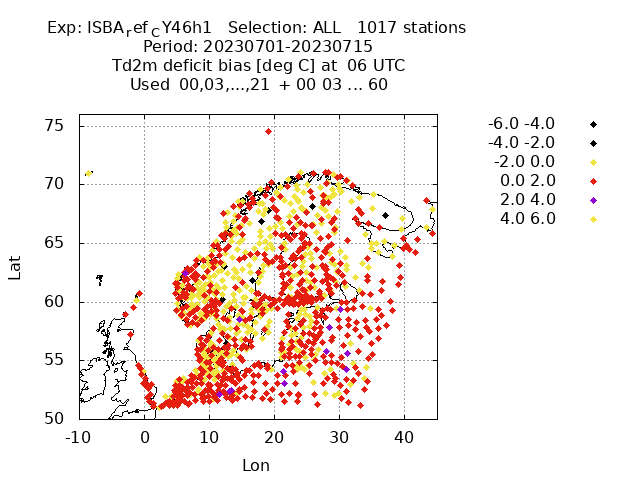 Exp: ISBA_ref_CY46h1 Selection: ALL 1017 stations
Period: 20230701-20230715
Td2m deficit bias [deg C] at 06 UTC
Used 00,03,...,21 + 00 03 ... 60
-6.0 -4.0
-4.0 -2.0
-2.0 0.0
0.0 2.0
2.0 4.0
4.0 6.0
75
70
65
60
55
50
Lat
-10 0 10 20 30 40
Lon